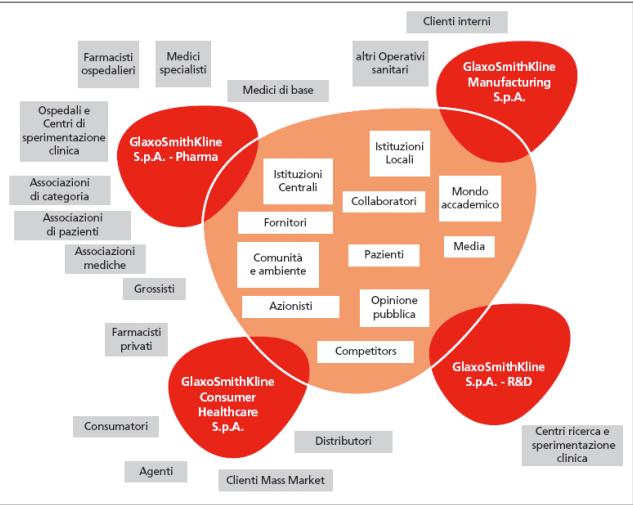 Clienti interni
Farmacisti
ospedalieri
Medici
specialisti
altri Operativi
sanitari
GlaxoSmithKline
Manufacturing
S.p.A.
Medici di base
Ospedali e
Centri di
sperimentazione
clinica
GlaxoSmithKline
S.p.A. - Pharma
Istituzioni
Locali
Istituzioni
Centrali
Associazioni
di categoria
Collaboratori
Mondo
accademico
Associazioni
di pazienti
Fornitori
Media
Associazioni
mediche
Comunità
e ambiente
Pazienti
Grossisti
Azionisti
Opinione
pubblica
Farmacisti
privati
Competitors
GlaxoSmithKline
S.p.A. - R&D
GlaxoSmithKline
Consumer
Healthcare
S.p.A.
Consumatori
Distributori
Centri ricerca e
sperimentazione
clinica
Agenti
Clienti Mass Market